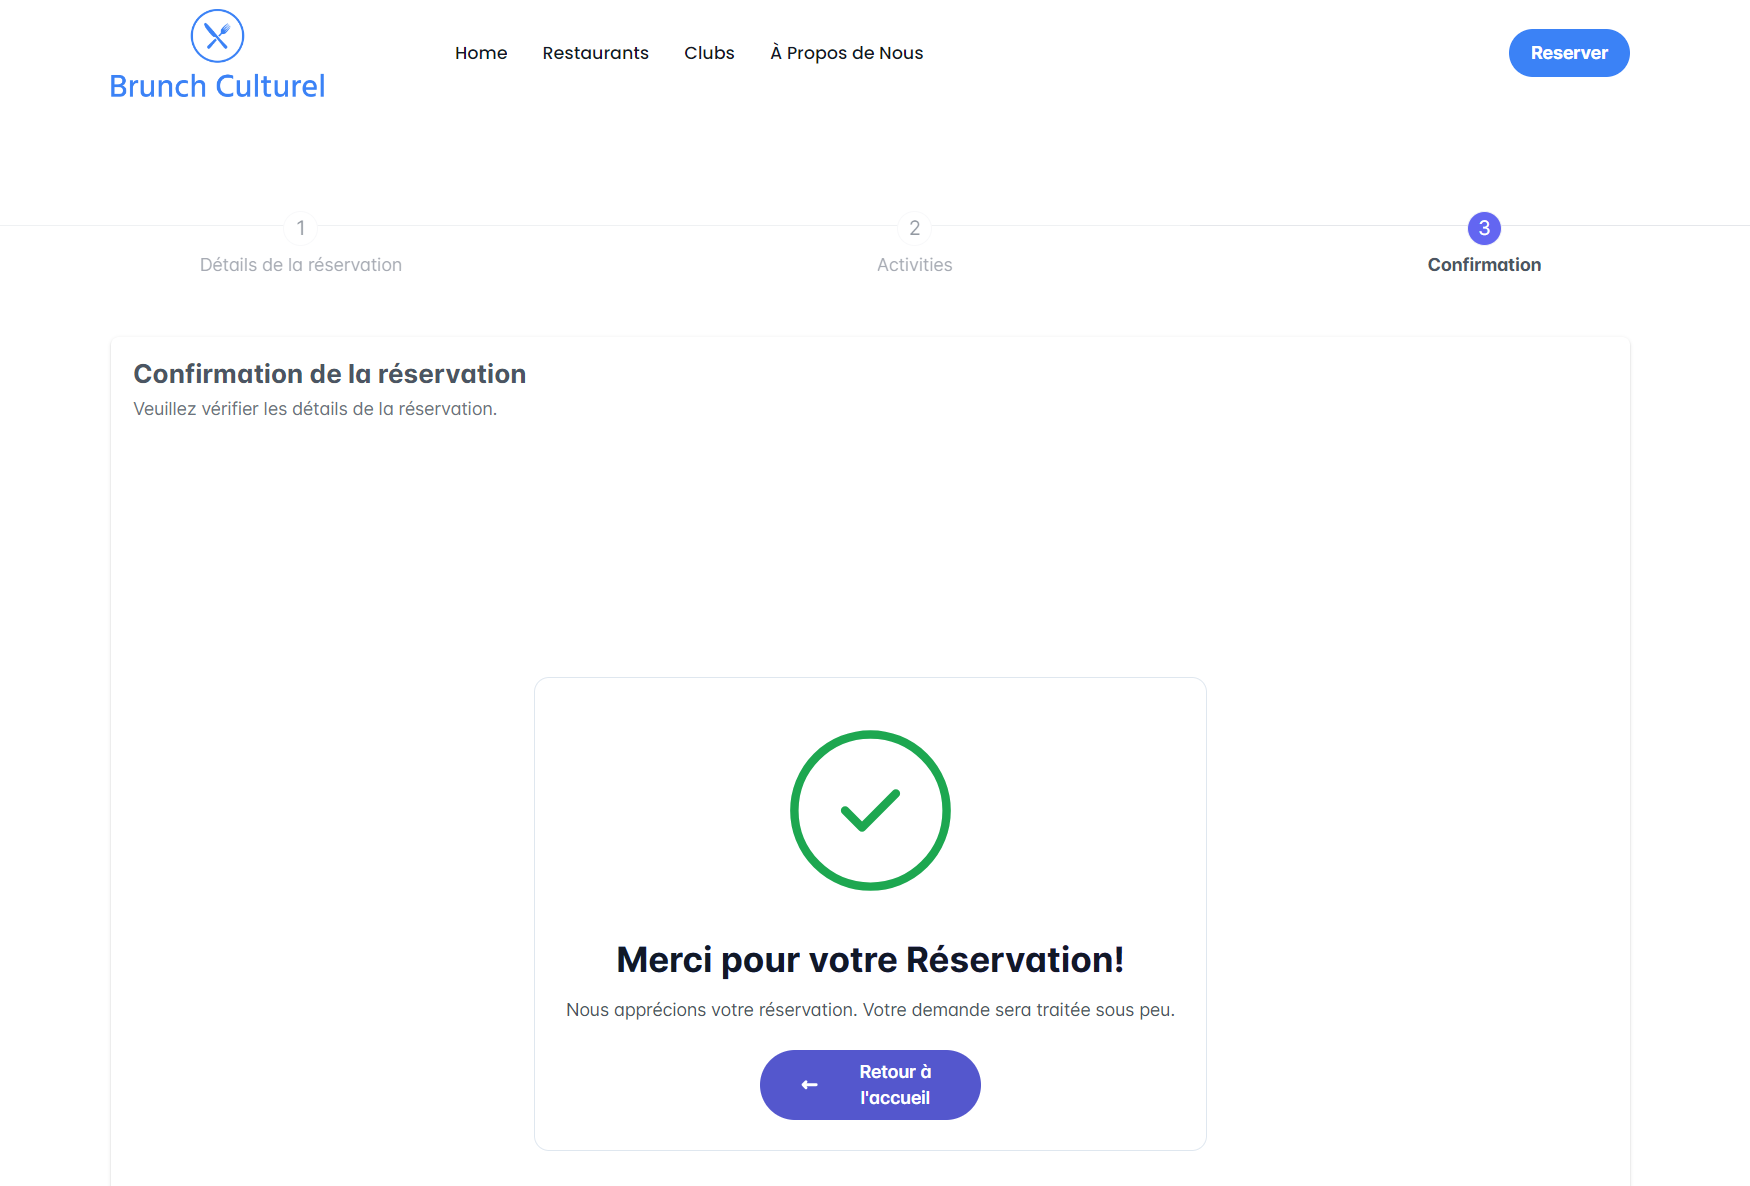 Brunch Culturel
Home
Restaurants
Clubs
À Propos de Nous
Reserver
1
Détails de la réservation
2
Activities
3
Confirmation
Confirmation de la réservation
Veuillez vérifier les détails de la réservation.
Merci pour votre Réservation!
Nous apprécions votre réservation. Votre demande sera traitée sous peu.
Retour à
l'accueil